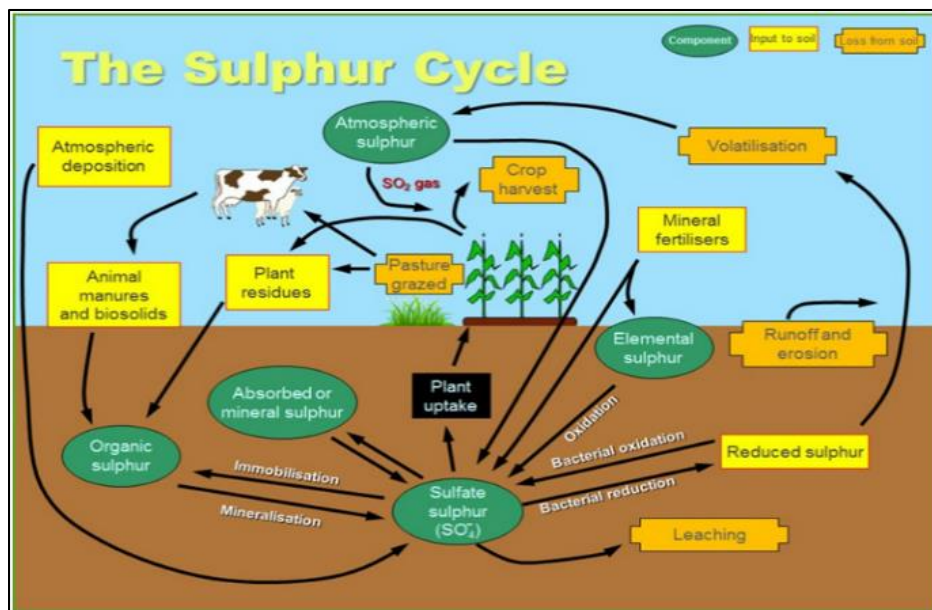 Component
Input to soil
Loss from soil
The Sulphur Cycle
Atmospheric
deposition
Atmospheric
sulphur
Volatilisation
SO₂ gas
Crop
harvest
Mineral
fertilisers
Animal
manures
and biosolids
Plant
residues
Pasture
grazed
Elemental
sulphur
Runoff and
erosion
Absorbed or
mineral sulphur
Plant
uptake
Oxidation
Organic
sulphur
Immobilisation
Mineralisation
Sulfate
sulphur
(SO₄⁻)
Bacterial oxidation
Bacterial reduction
Reduced sulphur
Leaching